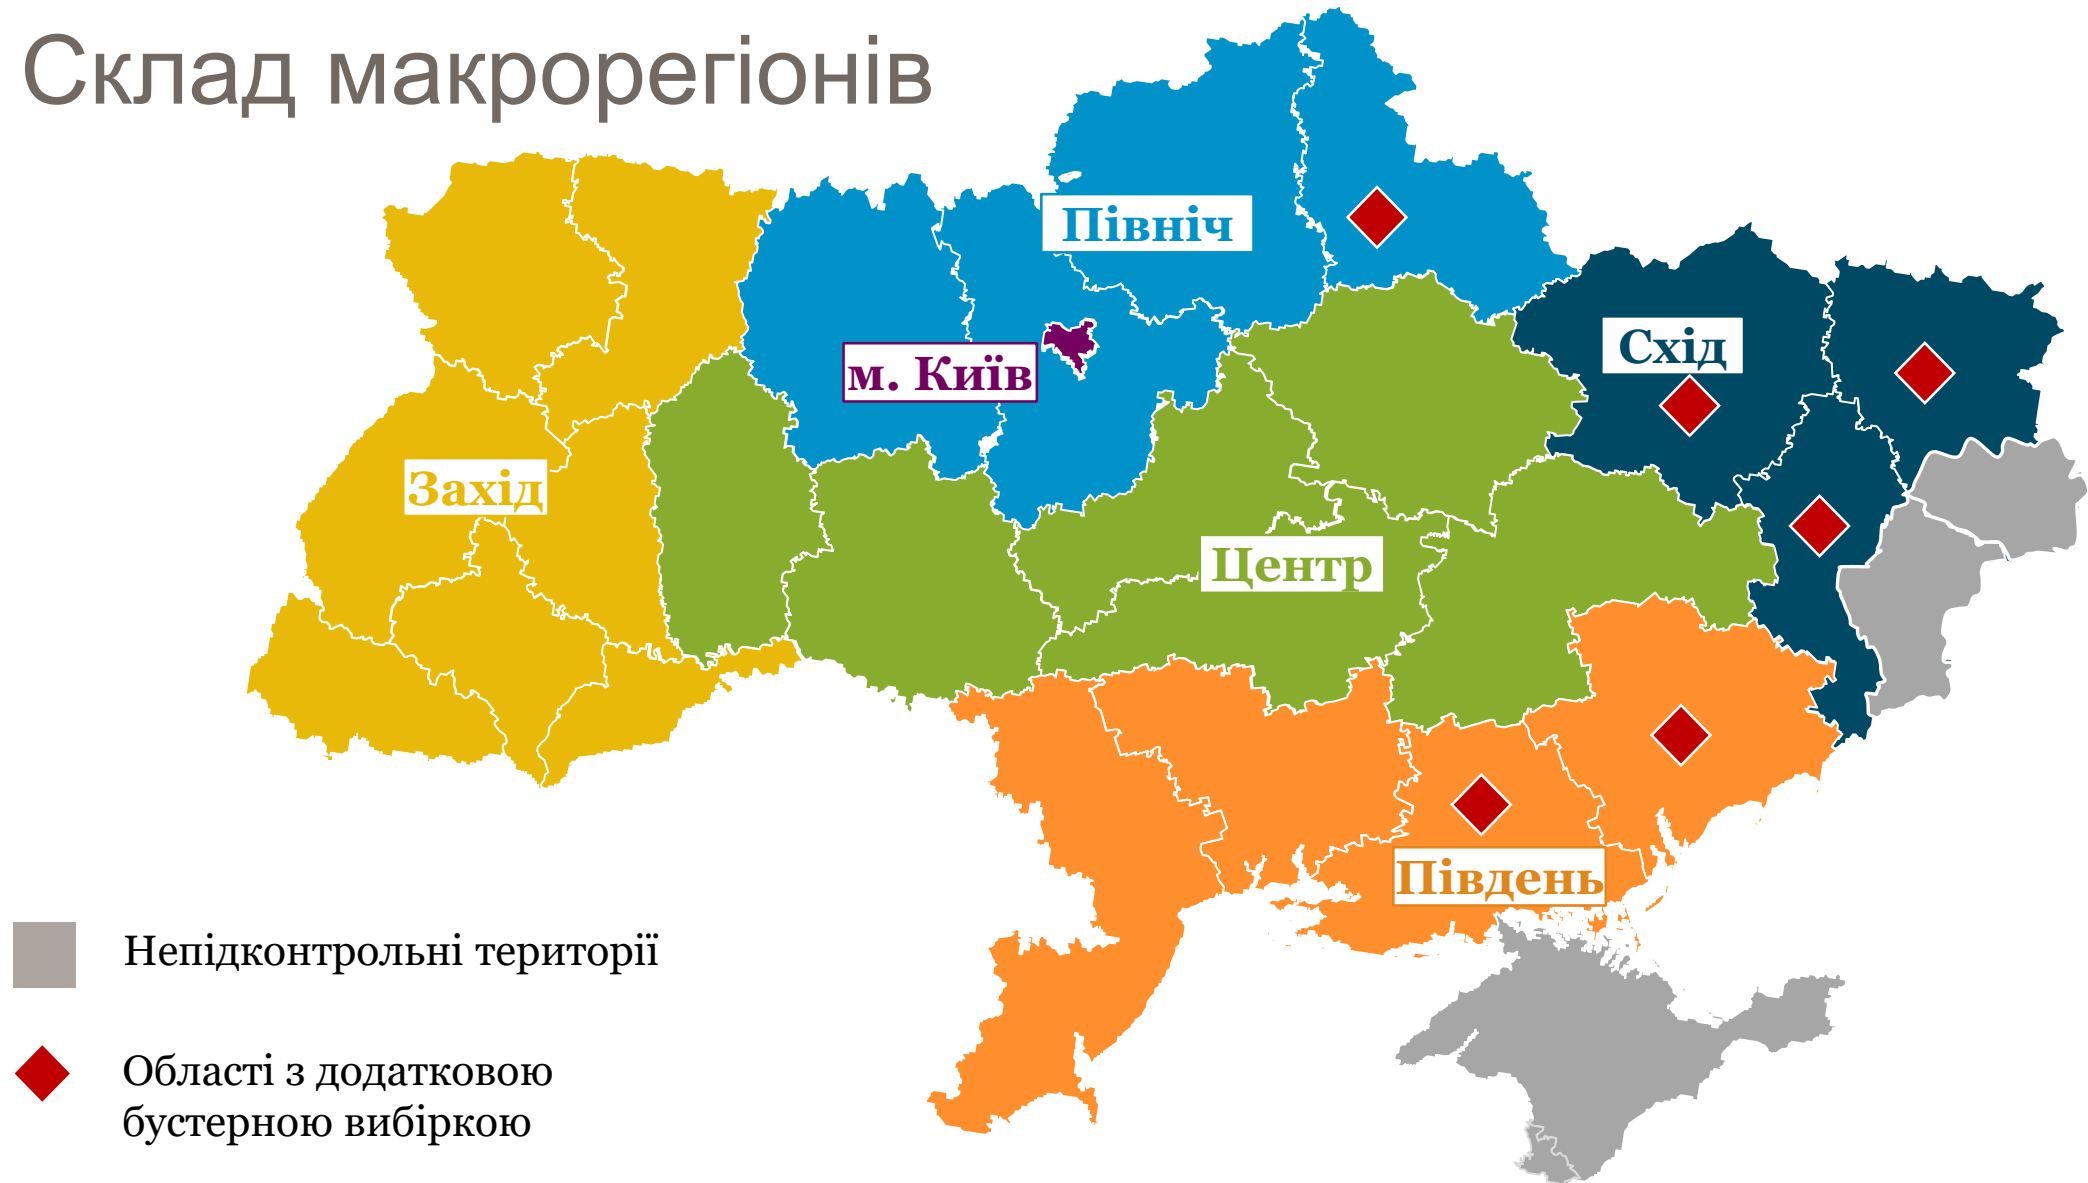 Склад макрорегіонів
Північ
Схід
м. Київ
Захід
Центр
Південь
Непідконтрольні території
Області з додатковою
бустерною вибіркою